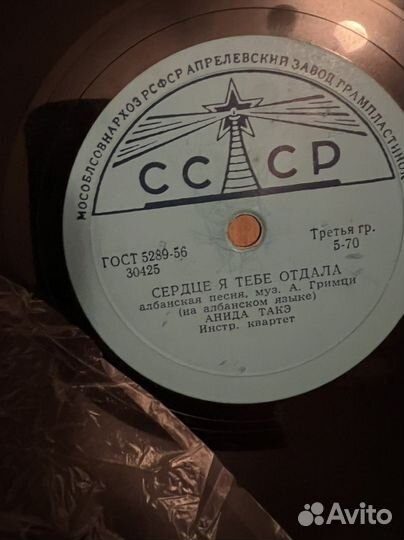 МОСОБЛСОВНАРХОЗ РСФСР АПРЕЛЕВСКИЙ ЗАВОД ГРАМПЛАСТИНОК
СССР
ГОСТ 5289-56
30425
Третья гр.
5-70
СЕРДЦЕ Я ТЕБЕ ОТДАЛА
албанская песня, муз. А. Гримци
(на албанском языке)
АНИДА ТАКЭ
Инстр. квартет
Avito